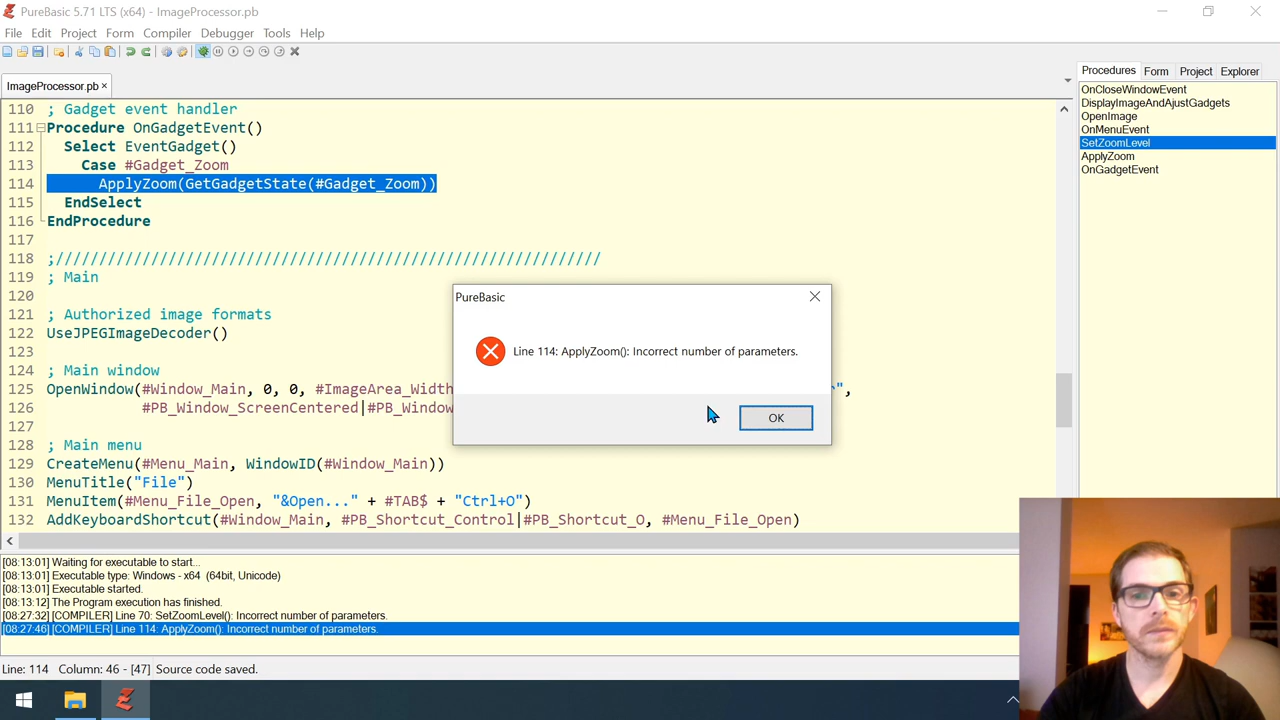 PureBasic 5.71 LTS (x64) - ImageProcessor.pb
File Edit Project Form Compiler Debugger Tools Help
ImageProcessor.pb
Procedures Form Project Explorer
OnCloseWindowEvent
DisplayImageAndAjustGadgets
OpenImage
OnMenuEvent
SetZoomLevel
ApplyZoom
OnGadgetEvent
110 ; Gadget event handler
111 Procedure OnGadgetEvent()
112 Select EventGadget()
113 Case #Gadget_Zoom
114 ApplyZoom(GetGadgetState(#Gadget_Zoom))
115 EndSelect
116 EndProcedure
117
118 ;////////////////////////////////////////////////////////////
119 ; Main
120
121 ; Authorized image formats
122 UseJPEGImageDecoder()
123
124 ; Main window
125 OpenWindow(#Window_Main, 0, 0, #ImageArea_Width ",
126 #PB_Window_ScreenCentered|#PB_Window
127
128 ; Main menu
129 CreateMenu(#Menu_Main, WindowID(#Window_Main))
130 MenuTitle("File")
131 MenuItem(#Menu_File_Open, "&Open..." + #TAB$ + "Ctrl+O")
132 AddKeyboardShortcut(#Window_Main, #PB_Shortcut_Control|#PB_Shortcut_O, #Menu_File_Open)
PureBasic
Line 114: ApplyZoom(): Incorrect number of parameters.
OK
[08:13:01] Waiting for executable to start...
[08:13:01] Executable type: Windows - x64 (64bit, Unicode)
[08:13:01] Executable started.
[08:13:12] The Program execution has finished.
[08:27:32] [COMPILER] Line 70: SetZoomLevel(): Incorrect number of parameters.
[08:27:46] [COMPILER] Line 114: ApplyZoom(): Incorrect number of parameters.
Line: 114 Column: 46 - [47] Source code saved.